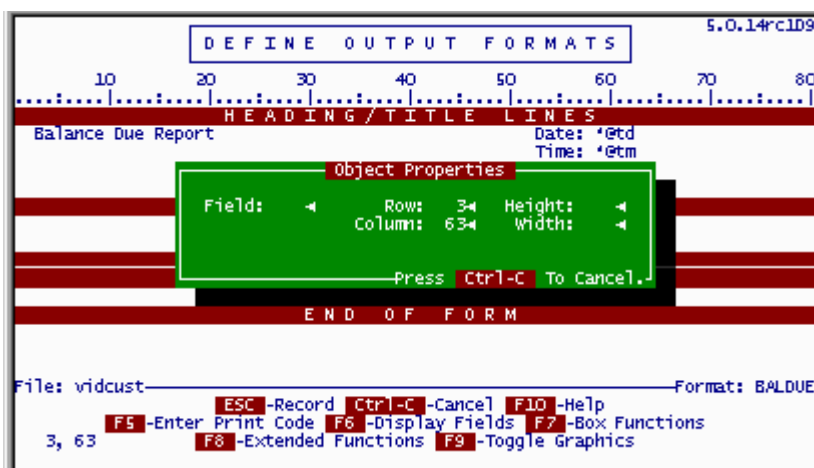 5.0.14rc1D9
D E F I N E   O U T P U T   F O R M A T S
10 20 30 40 50 60 70 80
H E A D I N G / T I T L E   L I N E S
Balance Due Report Date: *@td
Time: *@tm
Object Properties
Field: Row: 3 Height:
Column: 63 Width:
Press Ctrl-C To Cancel.
E N D   O F   F O R M
File: vidcust Format: BALDUE
ESC -Record Ctrl-C -Cancel F10 -Help
F5 -Enter Print Code F6 -Display Fields F7 -Box Functions
3, 63 F8 -Extended Functions F9 -Toggle Graphics